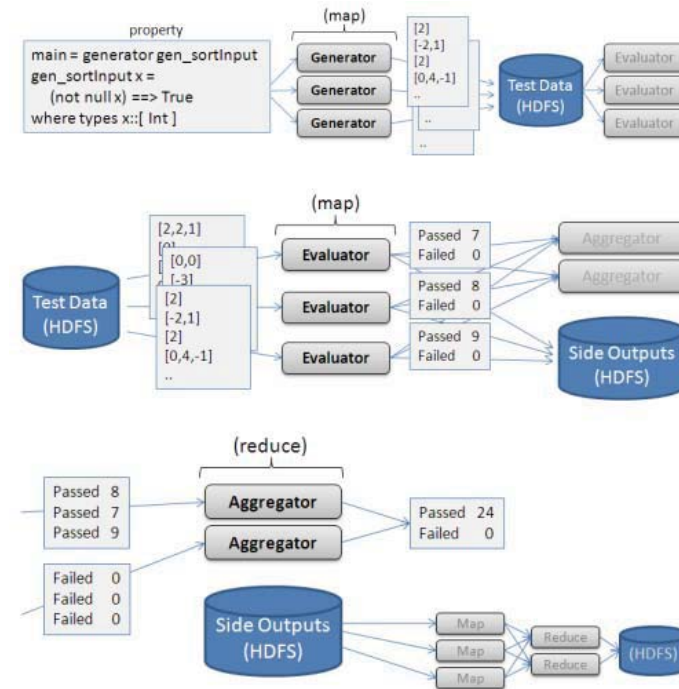 property
main = generator gen_sortInput
gen_sortInput x =
(not null x) ==> True
where types x::[ Int ]
(map)
Generator
Generator
Generator
[2]
[-2,1]
[2]
[0,4,-1]
..
..
..
Test Data
(HDFS)
Evaluator
Evaluator
Evaluator
(map)
Test Data
(HDFS)
[2,2,1]
[0,0]
[-3]
[2]
[-2,1]
[2]
[0,4,-1]
..
Evaluator
Evaluator
Evaluator
Passed 7
Failed 0
Passed 8
Failed 0
Passed 9
Failed 0
Aggregator
Aggregator
Side Outputs
(HDFS)
(reduce)
Passed 8
Passed 7
Passed 9
Failed 0
Failed 0
Failed 0
Aggregator
Aggregator
Passed 24
Failed 0
Side Outputs
(HDFS)
Map
Map
Map
Reduce
Reduce
(HDFS)